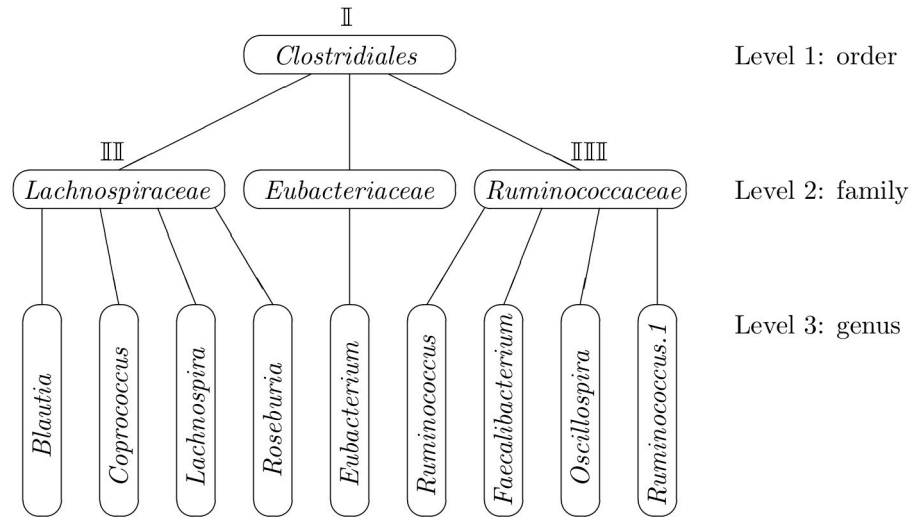 𝕀
Clostridiales
Level 1: order
𝕀𝕀
𝕀𝕀𝕀
Lachnospiraceae
Eubacteriaceae
Ruminococcaceae
Level 2: family
Level 3: genus
Blautia
Coprococcus
Lachnospira
Roseburia
Eubacterium
Ruminococcus
Faecalibacterium
Oscillospira
Ruminococcus.1